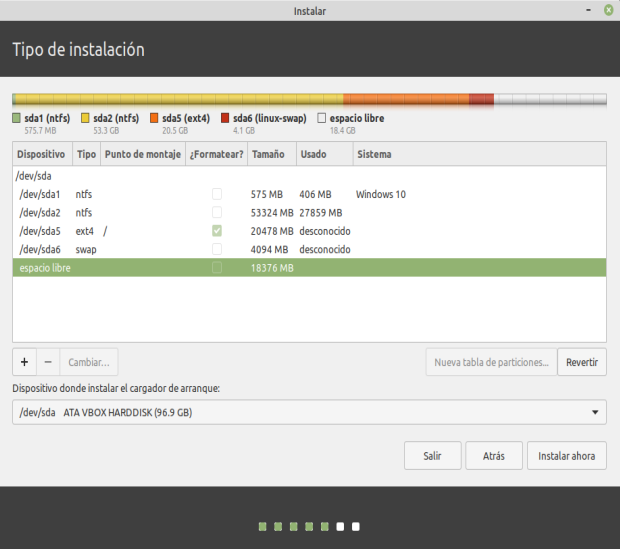 Instalar
Tipo de instalación
sda1 (ntfs) sda2 (ntfs) sda5 (ext4) sda6 (linux-swap) espacio libre
575.7 MB 53.3 GB 20.5 GB 4.1 GB 18.4 GB
Dispositivo Tipo Punto de montaje ¿Formatear? Tamaño Usado Sistema
/dev/sda
/dev/sda1 ntfs 575 MB 406 MB Windows 10
/dev/sda2 ntfs 53324 MB 27859 MB
/dev/sda5 ext4 / 20478 MB desconocido
/dev/sda6 swap 4094 MB desconocido
espacio libre 18376 MB
+ − Cambiar... Nueva tabla de particiones... Revertir
Dispositivo donde instalar el cargador de arranque:
/dev/sda ATA VBOX HARDDISK (96.9 GB)
Salir Atrás Instalar ahora